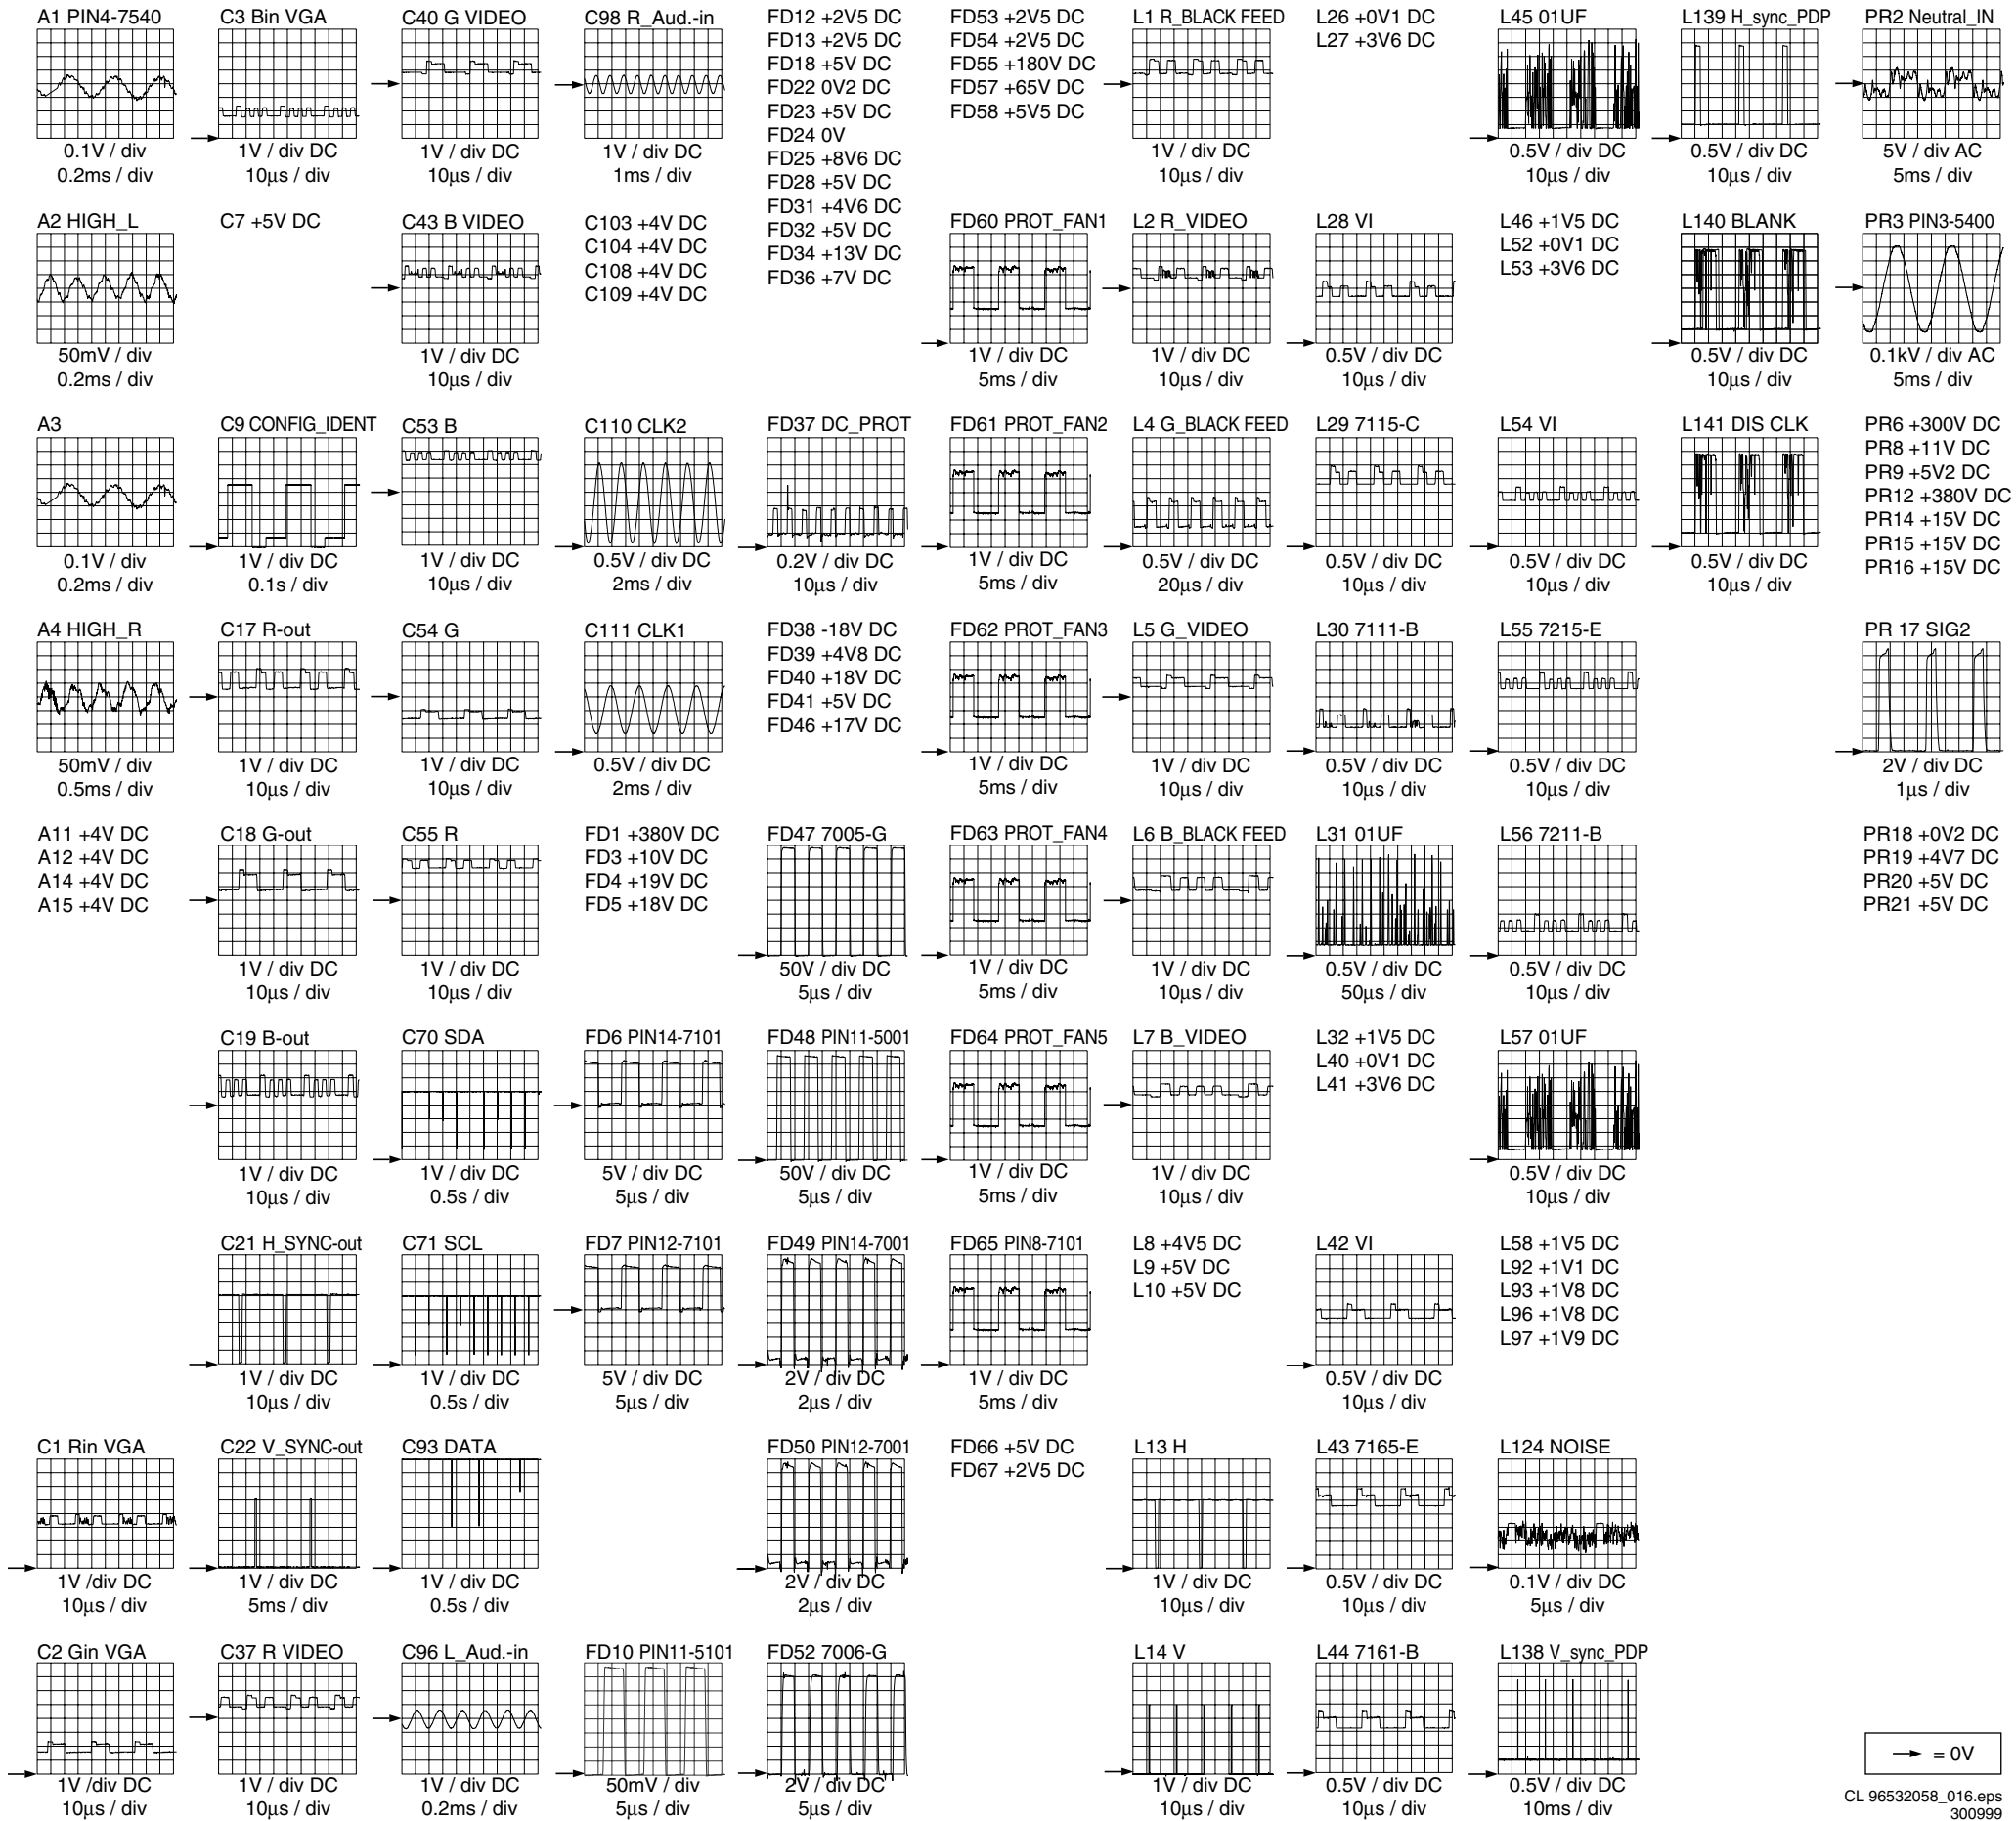 A1 PIN4-7540
0.1V / div
0.2ms / div
A2 HIGH_L
50mV / div
0.2ms / div
A3
0.1V / div
0.2ms / div
A4 HIGH_R
50mV / div
0.5ms / div
A11 +4V DC
A12 +4V DC
A14 +4V DC
A15 +4V DC
C1 Rin VGA
1V /div DC
10µs / div
C2 Gin VGA
1V /div DC
10µs / div
C3 Bin VGA
1V / div DC
10µs / div
C7 +5V DC
C9 CONFIG_IDENT
1V / div DC
0.1s / div
C17 R-out
1V / div DC
10µs / div
C18 G-out
1V / div DC
10µs / div
C19 B-out
1V / div DC
10µs / div
C21 H_SYNC-out
1V / div DC
10µs / div
C22 V_SYNC-out
1V / div DC
5ms / div
C37 R VIDEO
1V / div DC
10µs / div
C40 G VIDEO
1V / div DC
10µs / div
C43 B VIDEO
1V / div DC
10µs / div
C53 B
1V / div DC
10µs / div
C54 G
1V / div DC
10µs / div
C55 R
1V / div DC
10µs / div
C70 SDA
1V / div DC
0.5s / div
C71 SCL
1V / div DC
0.5s / div
C93 DATA
1V / div DC
0.5s / div
C96 L_Aud.-in
1V / div DC
0.2ms / div
C98 R_Aud.-in
1V / div DC
1ms / div
C103 +4V DC
C104 +4V DC
C108 +4V DC
C109 +4V DC
C110 CLK2
0.5V / div DC
2ms / div
C111 CLK1
0.5V / div DC
2ms / div
FD1 +380V DC
FD3 +10V DC
FD4 +19V DC
FD5 +18V DC
FD6 PIN14-7101
5V / div DC
5µs / div
FD7 PIN12-7101
5V / div DC
5µs / div
FD10 PIN11-5101
50mV / div
5µs / div
FD12 +2V5 DC
FD13 +2V5 DC
FD18 +5V DC
FD22 0V2 DC
FD23 +5V DC
FD24 0V
FD25 +8V6 DC
FD28 +5V DC
FD31 +4V6 DC
FD32 +5V DC
FD34 +13V DC
FD36 +7V DC
FD37 DC_PROT
0.2V / div DC
10µs / div
FD38 -18V DC
FD39 +4V8 DC
FD40 +18V DC
FD41 +5V DC
FD46 +17V DC
FD47 7005-G
50V / div DC
5µs / div
FD48 PIN11-5001
50V / div DC
5µs / div
FD49 PIN14-7001
2V / div DC
2µs / div
FD50 PIN12-7001
2V / div DC
2µs / div
FD52 7006-G
2V / div DC
5µs / div
FD53 +2V5 DC
FD54 +2V5 DC
FD55 +180V DC
FD57 +65V DC
FD58 +5V5 DC
FD60 PROT_FAN1
1V / div DC
5ms / div
FD61 PROT_FAN2
1V / div DC
5ms / div
FD62 PROT_FAN3
1V / div DC
5ms / div
FD63 PROT_FAN4
1V / div DC
5ms / div
FD64 PROT_FAN5
1V / div DC
5ms / div
FD65 PIN8-7101
1V / div DC
5ms / div
FD66 +5V DC
FD67 +2V5 DC
L1 R_BLACK FEED
1V / div DC
10µs / div
L2 R_VIDEO
1V / div DC
10µs / div
L4 G_BLACK FEED
0.5V / div DC
20µs / div
L5 G_VIDEO
1V / div DC
10µs / div
L6 B_BLACK FEED
1V / div DC
10µs / div
L7 B_VIDEO
1V / div DC
10µs / div
L8 +4V5 DC
L9 +5V DC
L10 +5V DC
L13 H
1V / div DC
10µs / div
L14 V
1V / div DC
10µs / div
L26 +0V1 DC
L27 +3V6 DC
L28 VI
0.5V / div DC
10µs / div
L29 7115-C
0.5V / div DC
10µs / div
L30 7111-B
0.5V / div DC
10µs / div
L31 01UF
0.5V / div DC
50µs / div
L32 +1V5 DC
L40 +0V1 DC
L41 +3V6 DC
L42 VI
0.5V / div DC
10µs / div
L43 7165-E
0.5V / div DC
10µs / div
L44 7161-B
0.5V / div DC
10µs / div
L45 01UF
0.5V / div DC
10µs / div
L46 +1V5 DC
L52 +0V1 DC
L53 +3V6 DC
L54 VI
0.5V / div DC
10µs / div
L55 7215-E
0.5V / div DC
10µs / div
L56 7211-B
0.5V / div DC
10µs / div
L57 01UF
0.5V / div DC
10µs / div
L58 +1V5 DC
L92 +1V1 DC
L93 +1V8 DC
L96 +1V8 DC
L97 +1V9 DC
L124 NOISE
0.1V / div DC
5µs / div
L138 V_sync_PDP
0.5V / div DC
10ms / div
L139 H_sync_PDP
0.5V / div DC
10µs / div
L140 BLANK
0.5V / div DC
10µs / div
L141 DIS CLK
0.5V / div DC
10µs / div
PR2 Neutral_IN
5V / div AC
5ms / div
PR3 PIN3-5400
0.1kV / div AC
5ms / div
PR6 +300V DC
PR8 +11V DC
PR9 +5V2 DC
PR12 +380V DC
PR14 +15V DC
PR15 +15V DC
PR16 +15V DC
PR 17 SIG2
2V / div DC
1µs / div
PR18 +0V2 DC
PR19 +4V7 DC
PR20 +5V DC
PR21 +5V DC
= 0V
CL 96532058_016.eps
300999